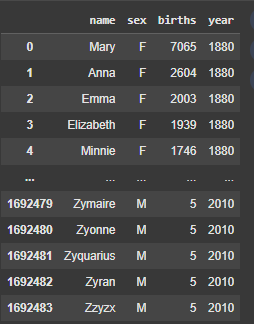 name sex births year
0 Mary F 7065 1880
1 Anna F 2604 1880
2 Emma F 2003 1880
3 Elizabeth F 1939 1880
4 Minnie F 1746 1880
... ... ... ... ...
1692479 Zymaire M 5 2010
1692480 Zyonne M 5 2010
1692481 Zyquarius M 5 2010
1692482 Zyran M 5 2010
1692483 Zzyzx M 5 2010